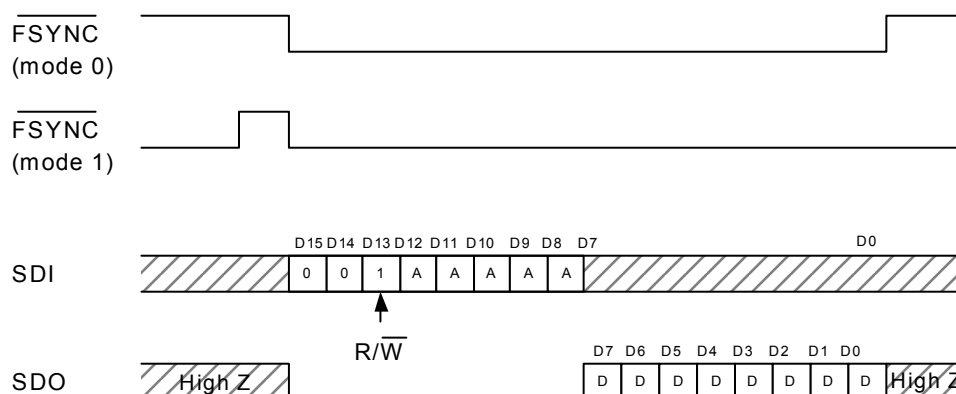 FSYNC
(mode 0)
FSYNC
(mode 1)
D15 D14 D13 D12 D11 D10 D9 D8 D7 D0
SDI 0 0 1 A A A A A
R/W
D7 D6 D5 D4 D3 D2 D1 D0
SDO High Z D D D D D D D D High Z